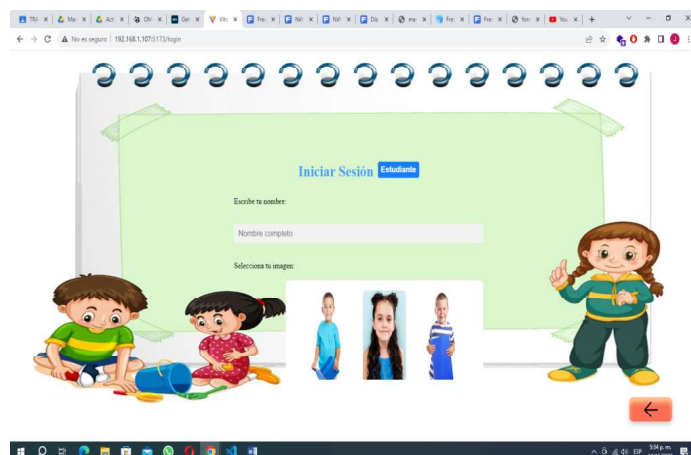 No es seguro
192.168.1.107:5173/login
Iniciar Sesión Estudiante
Escribe tu nombre:
Nombre completo
Selecciona tu imagen:
ESP
5:34 p. m.